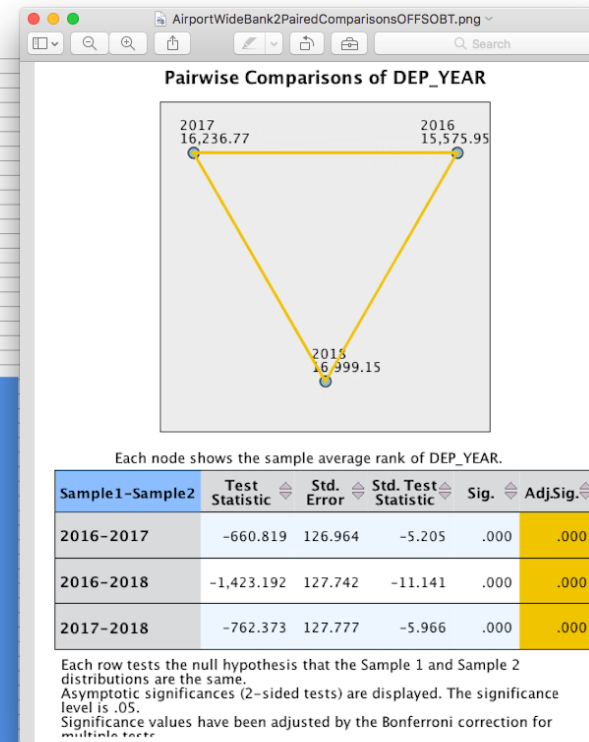 AirportWideBank2PairedComparisonsOFFSOBT.png
Search
Pairwise Comparisons of DEP_YEAR
2017
16,236.77
2016
15,575.95
2018
16,999.15
Each node shows the sample average rank of DEP_YEAR.
Sample1-Sample2 Test Statistic Std. Error Std. Test Statistic Sig. Adj.Sig.
2016-2017 -660.819 126.964 -5.205 .000 .000
2016-2018 -1,423.192 127.742 -11.141 .000 .000
2017-2018 -762.373 127.777 -5.966 .000 .000
Each row tests the null hypothesis that the Sample 1 and Sample 2
distributions are the same.
Asymptotic significances (2-sided tests) are displayed. The significance
level is .05.
Significance values have been adjusted by the Bonferroni correction for
multiple tests.